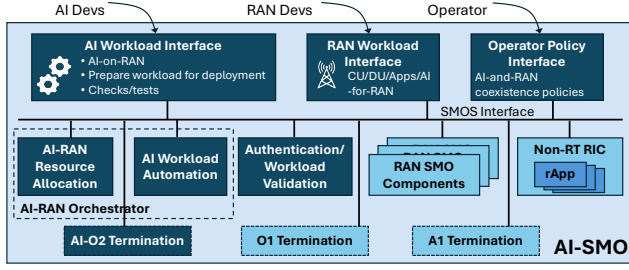 AI Devs
RAN Devs
Operator
AI Workload Interface
• AI-on-RAN
• Prepare workload for deployment
• Checks/tests
RAN Workload
Interface
CU/DU/Apps/AI
-for-RAN
Operator Policy
Interface
AI-and-RAN
coexistence policies
SMOS Interface
AI-RAN
Resource
Allocation
AI Workload
Automation
AI-RAN Orchestrator
Authentication/
Workload
Validation
RAN SMO
Components
Non-RT RIC
rApp
AI-O2 Termination
O1 Termination
A1 Termination
AI-SMO